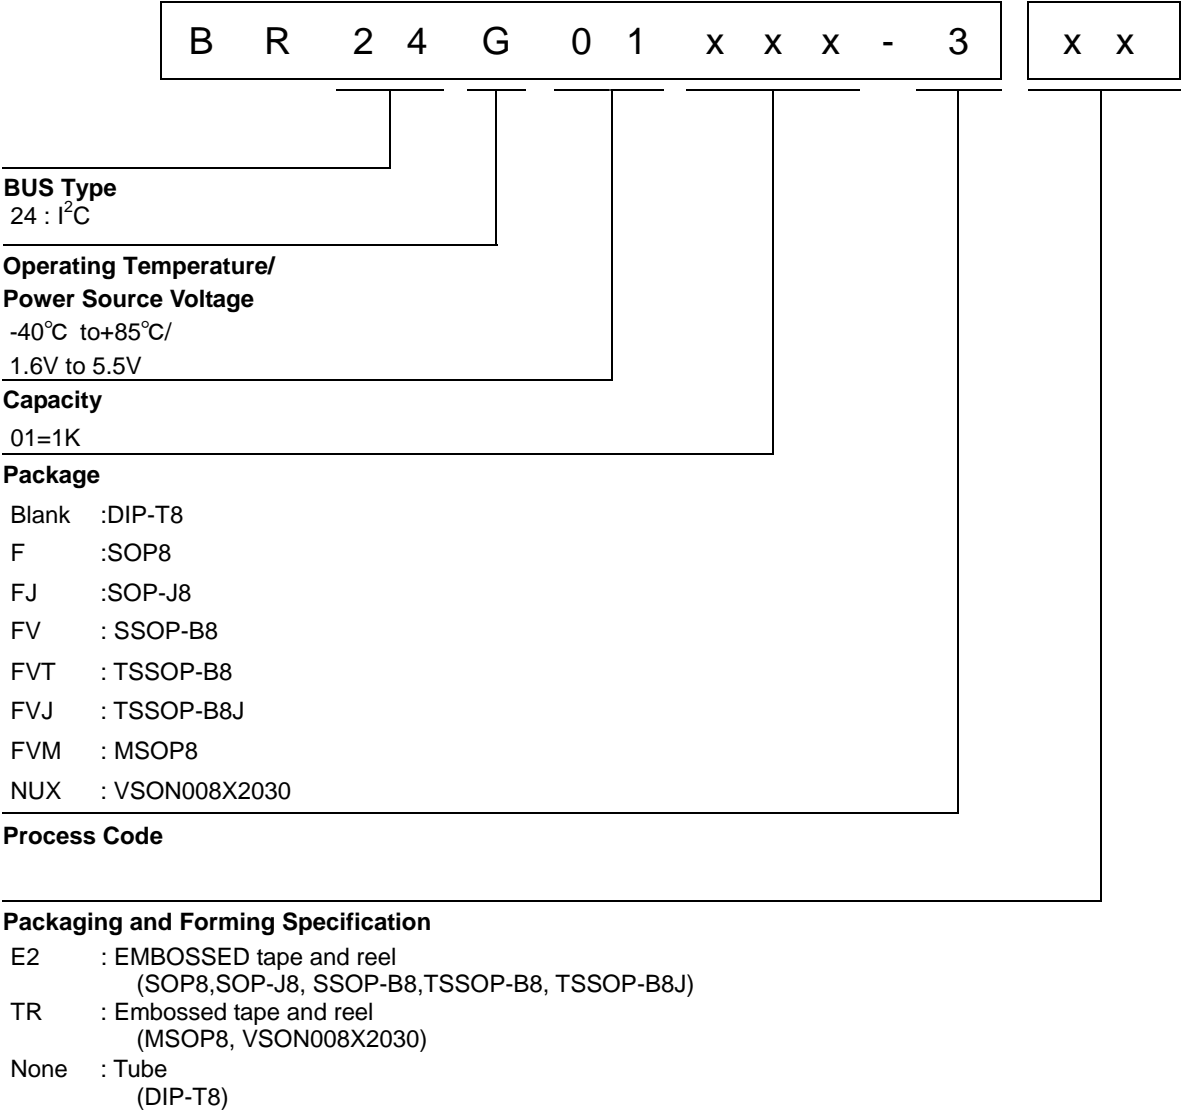 B R 2 4 G 0 1 x x x - 3 x x
BUS Type
24 : I²C
Operating Temperature/
Power Source Voltage
-40℃ to+85℃/
1.6V to 5.5V
Capacity
01=1K
Package
Blank :DIP-T8
F :SOP8
FJ :SOP-J8
FV : SSOP-B8
FVT : TSSOP-B8
FVJ : TSSOP-B8J
FVM : MSOP8
NUX : VSON008X2030
Process Code
Packaging and Forming Specification
E2 : EMBOSSED tape and reel
(SOP8,SOP-J8, SSOP-B8,TSSOP-B8, TSSOP-B8J)
TR : Embossed tape and reel
(MSOP8, VSON008X2030)
None : Tube
(DIP-T8)